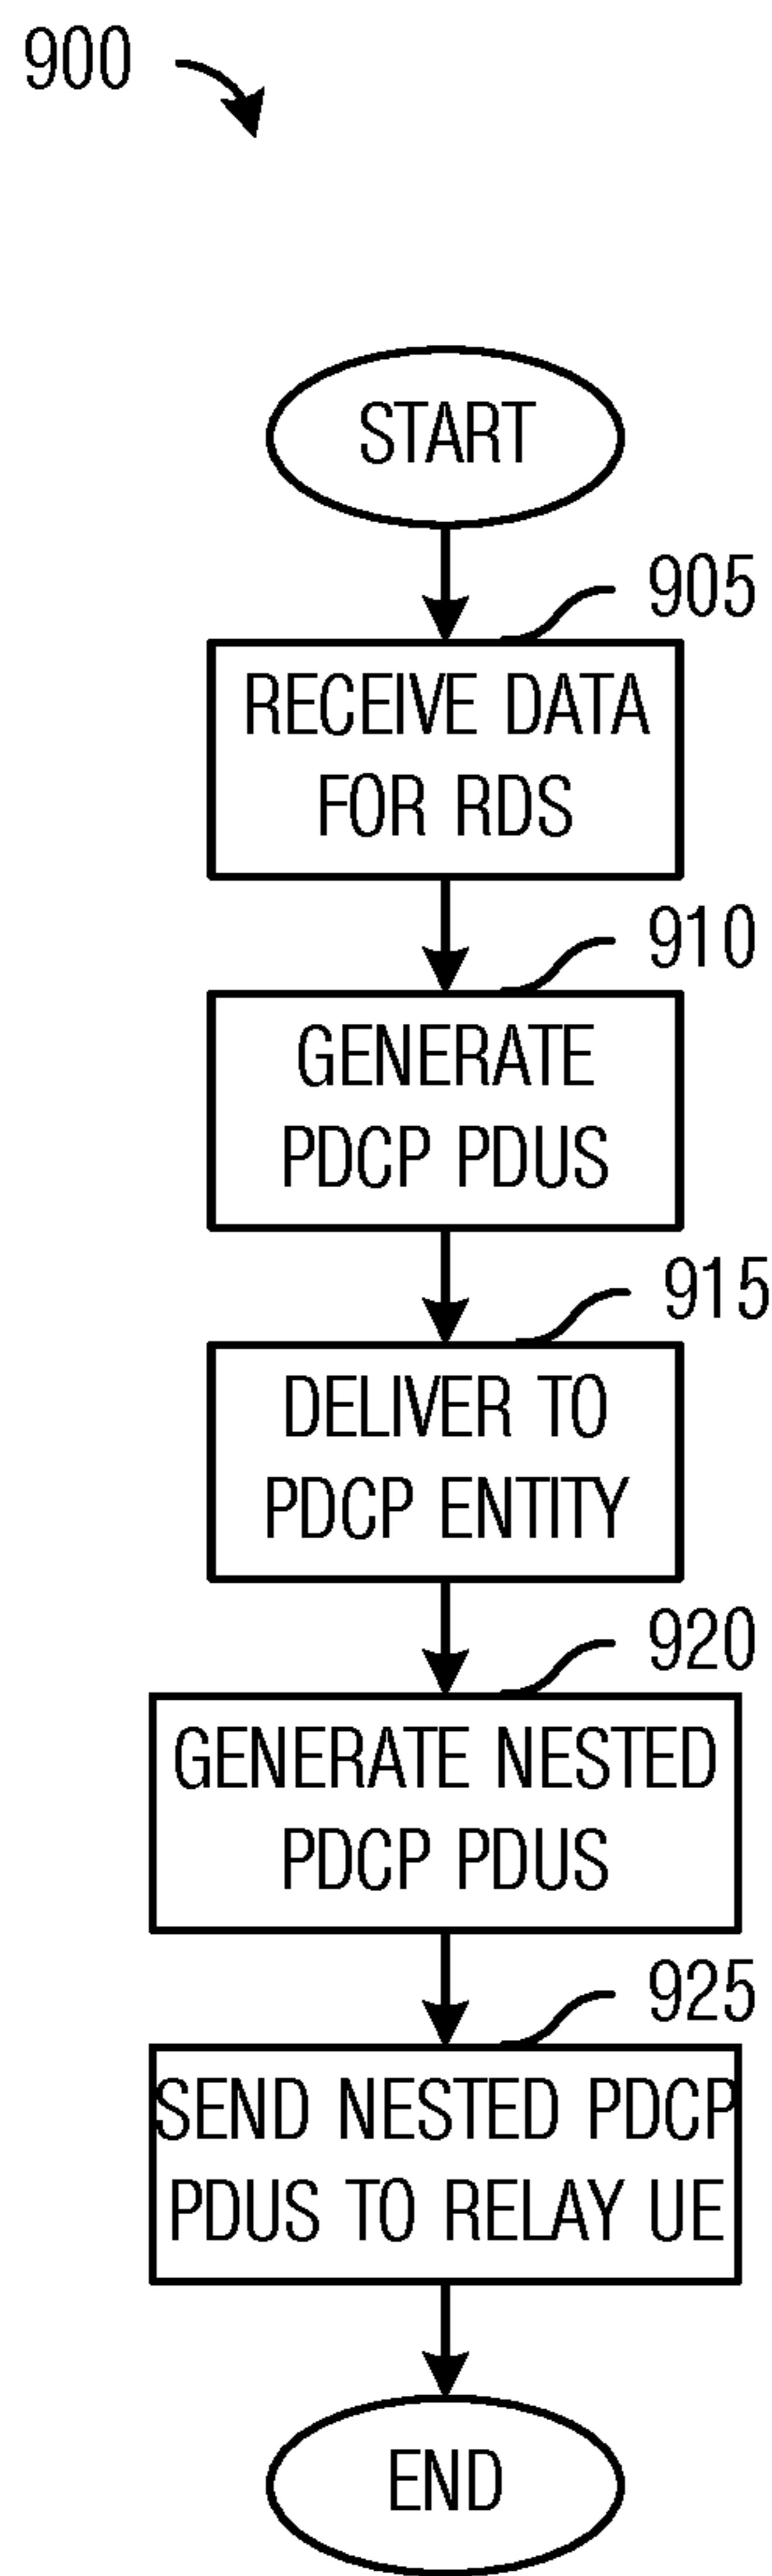 900
START
905
RECEIVE DATA
FOR RDS
910
GENERATE
PDCP PDUS
915
DELIVER TO
PDCP ENTITY
920
GENERATE NESTED
PDCP PDUS
925
SEND NESTED PDCP
PDUS TO RELAY UE
END